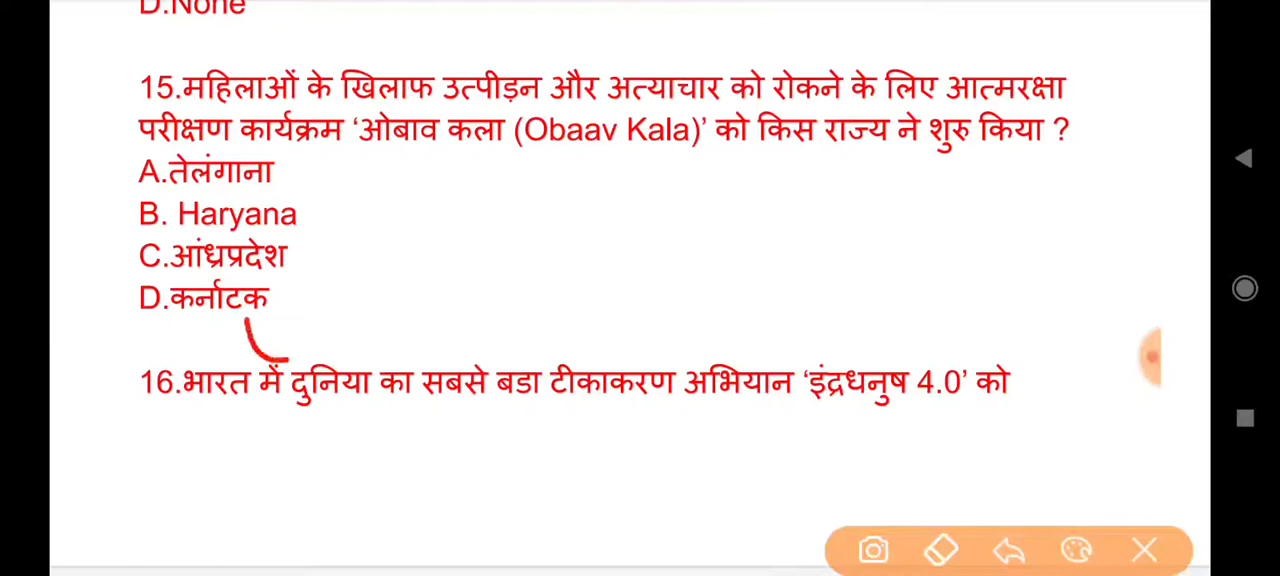 D.None
15.महिलाओं के खिलाफ उत्पीड़न और अत्याचार को रोकने के लिए आत्मरक्षा
परीक्षण कार्यक्रम ‘ओबाव कला (Obaav Kala)’ को किस राज्य ने शुरु किया ?
A.तेलंगाना
B. Haryana
C.आंध्रप्रदेश
D.कर्नाटक
16.भारत में दुनिया का सबसे बडा टीकाकरण अभियान ‘इंद्रधनुष 4.0’ को